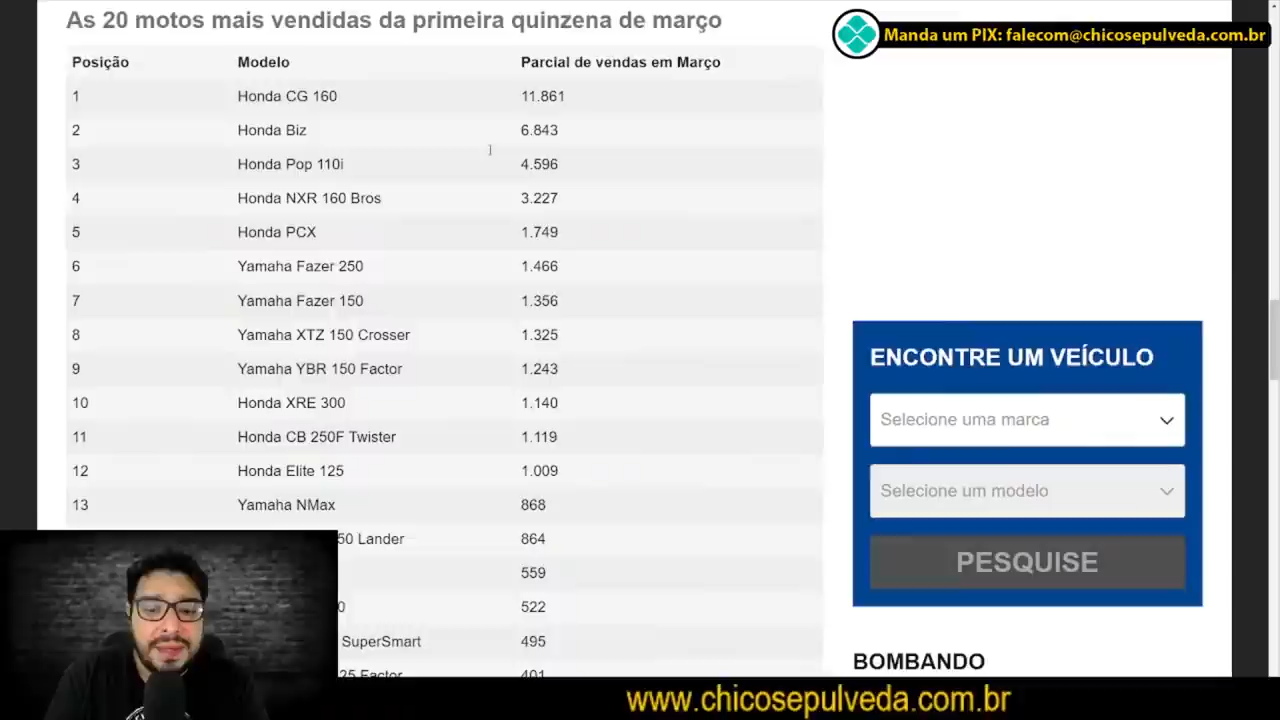 As 20 motos mais vendidas da primeira quinzena de março
Manda um PIX: falecom@chicosepulveda.com.br
Posição Modelo Parcial de vendas em Março
1 Honda CG 160 11.861
2 Honda Biz 6.843
3 Honda Pop 110i 4.596
4 Honda NXR 160 Bros 3.227
5 Honda PCX 1.749
6 Yamaha Fazer 250 1.466
7 Yamaha Fazer 150 1.356
8 Yamaha XTZ 150 Crosser 1.325
9 Yamaha YBR 150 Factor 1.243
10 Honda XRE 300 1.140
11 Honda CB 250F Twister 1.119
12 Honda Elite 125 1.009
13 Yamaha NMax 868
50 Lander 864
559
0 522
SuperSmart 495
25 Factor 401
ENCONTRE UM VEÍCULO
Selecione uma marca
Selecione um modelo
PESQUISE
BOMBANDO
www.chicosepulveda.com.br